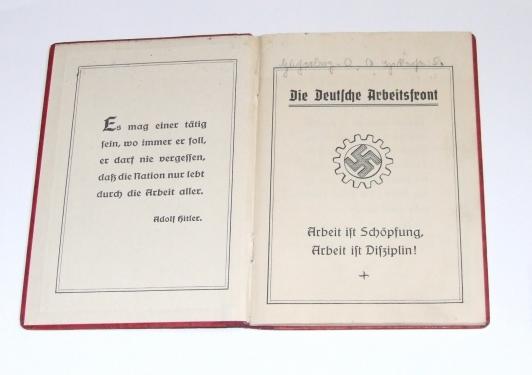 Es mag einer tätig
sein, wo immer er soll,
er darf nie vergessen,
daß die Nation nur lebt
durch die Arbeit aller.
Adolf Hitler.
Die Deutsche Arbeitsfront
Arbeit ist Schöpfung,
Arbeit ist Disziplin!